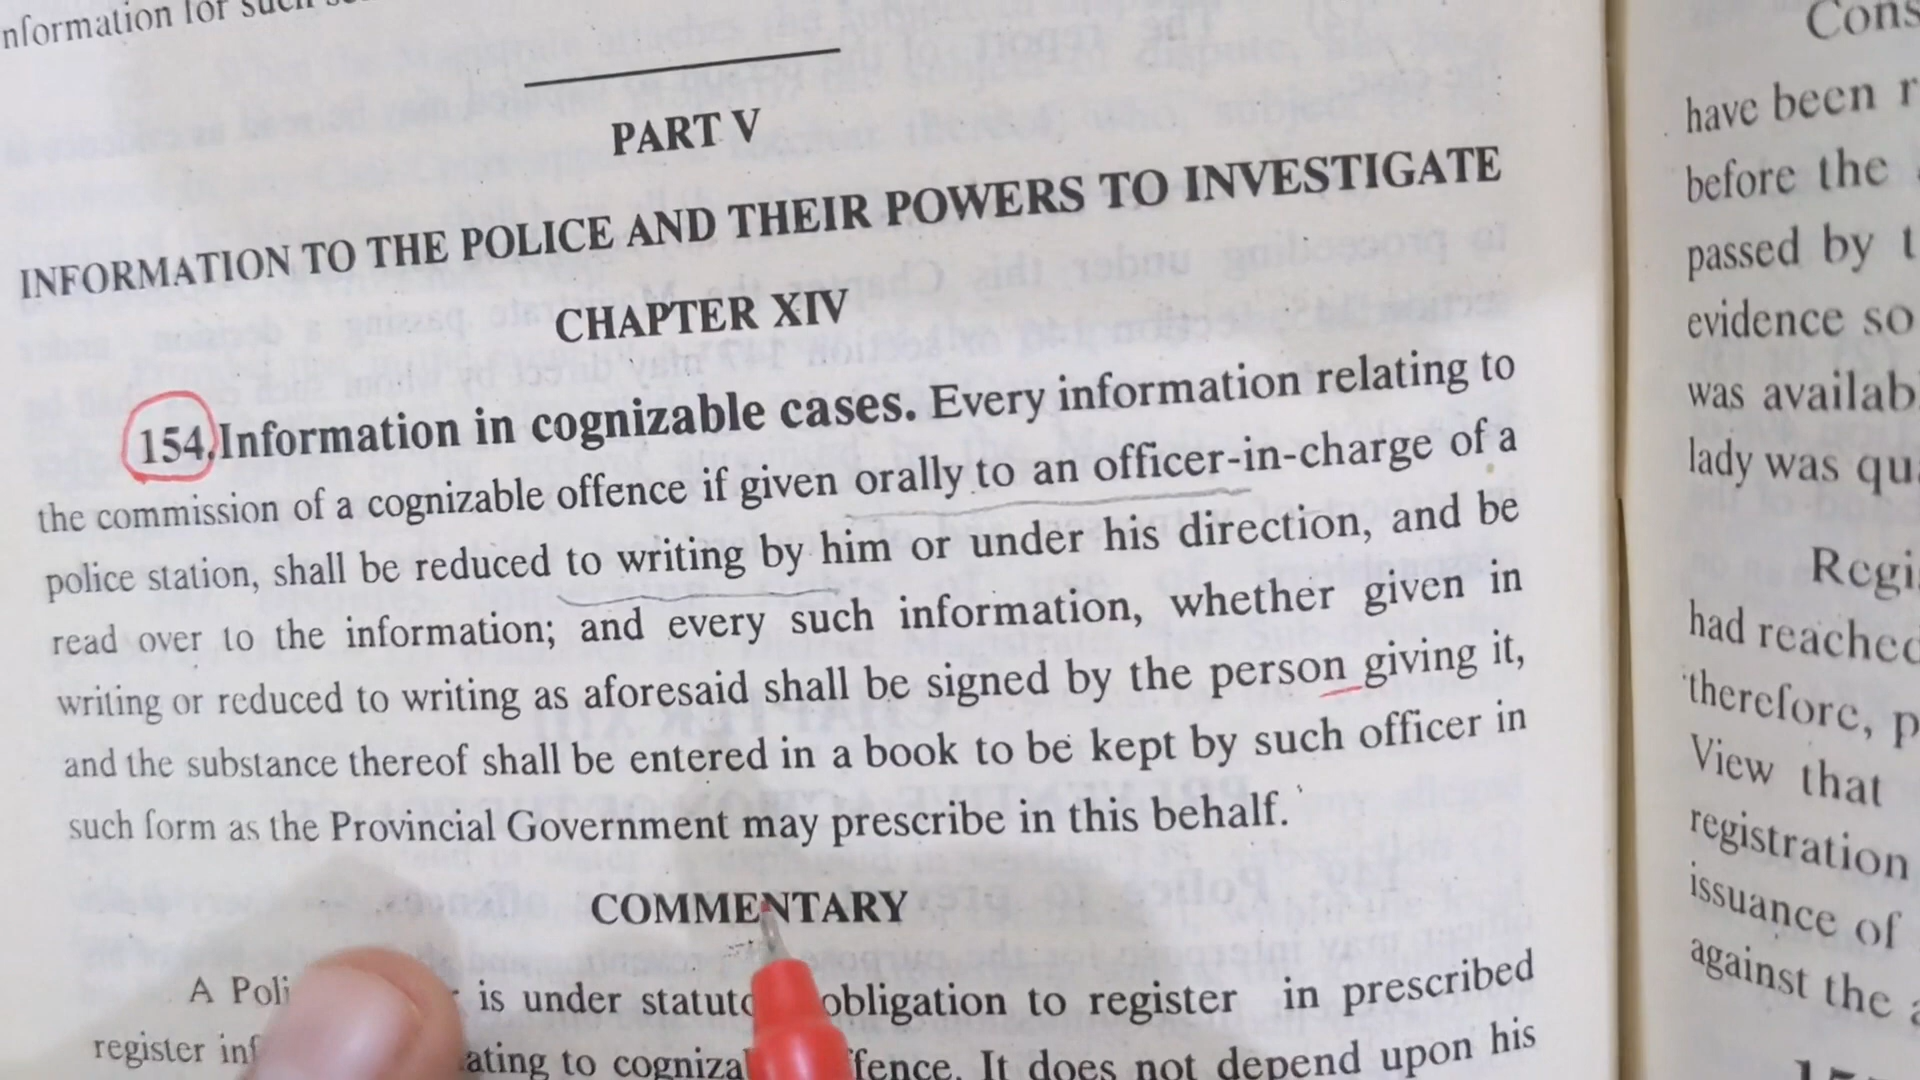 nformation for such
PART V
INFORMATION TO THE POLICE AND THEIR POWERS TO INVESTIGATE
CHAPTER XIV
154. Information in cognizable cases. Every information relating to
the commission of a cognizable offence if given orally to an officer-in-charge of a
police station, shall be reduced to writing by him or under his direction, and be
read over to the information; and every such information, whether given in
writing or reduced to writing as aforesaid shall be signed by the person giving it,
and the substance thereof shall be entered in a book to be kept by such officer in
such form as the Provincial Government may prescribe in this behalf.
COMMENTARY
A Poli is under statuto obligation to register in prescribed
register inf ating to cogniza ffence. It does not depend upon his
Cons
have been r
before the
passed by t
evidence so
was availab
lady was qu
Regi
had reached
therefore, p
View that
registration
issuance of
against the